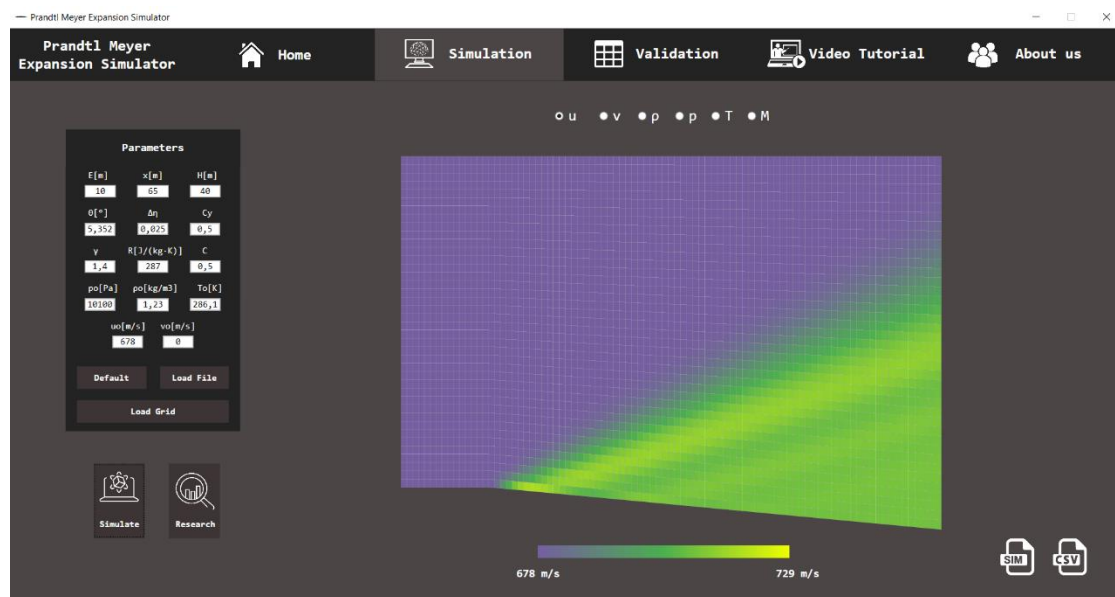 Prandtl Meyer Expansion Simulator
Prandtl Meyer
Expansion Simulator
Home
Simulation
Validation
Video Tutorial
About us
u v ρ p T M
Parameters
E[m] x[m] H[m]
10 65 40
θ[°] Δη Cy
5,352 0,025 0,5
γ R[J/(kg·K)] C
1,4 287 0,5
po[Pa] ρo[kg/m3] To[K]
10100 1,23 286,1
uo[m/s] vo[m/s]
678 0
Default Load File
Load Grid
Simulate Research
678 m/s 729 m/s
SIM CSV